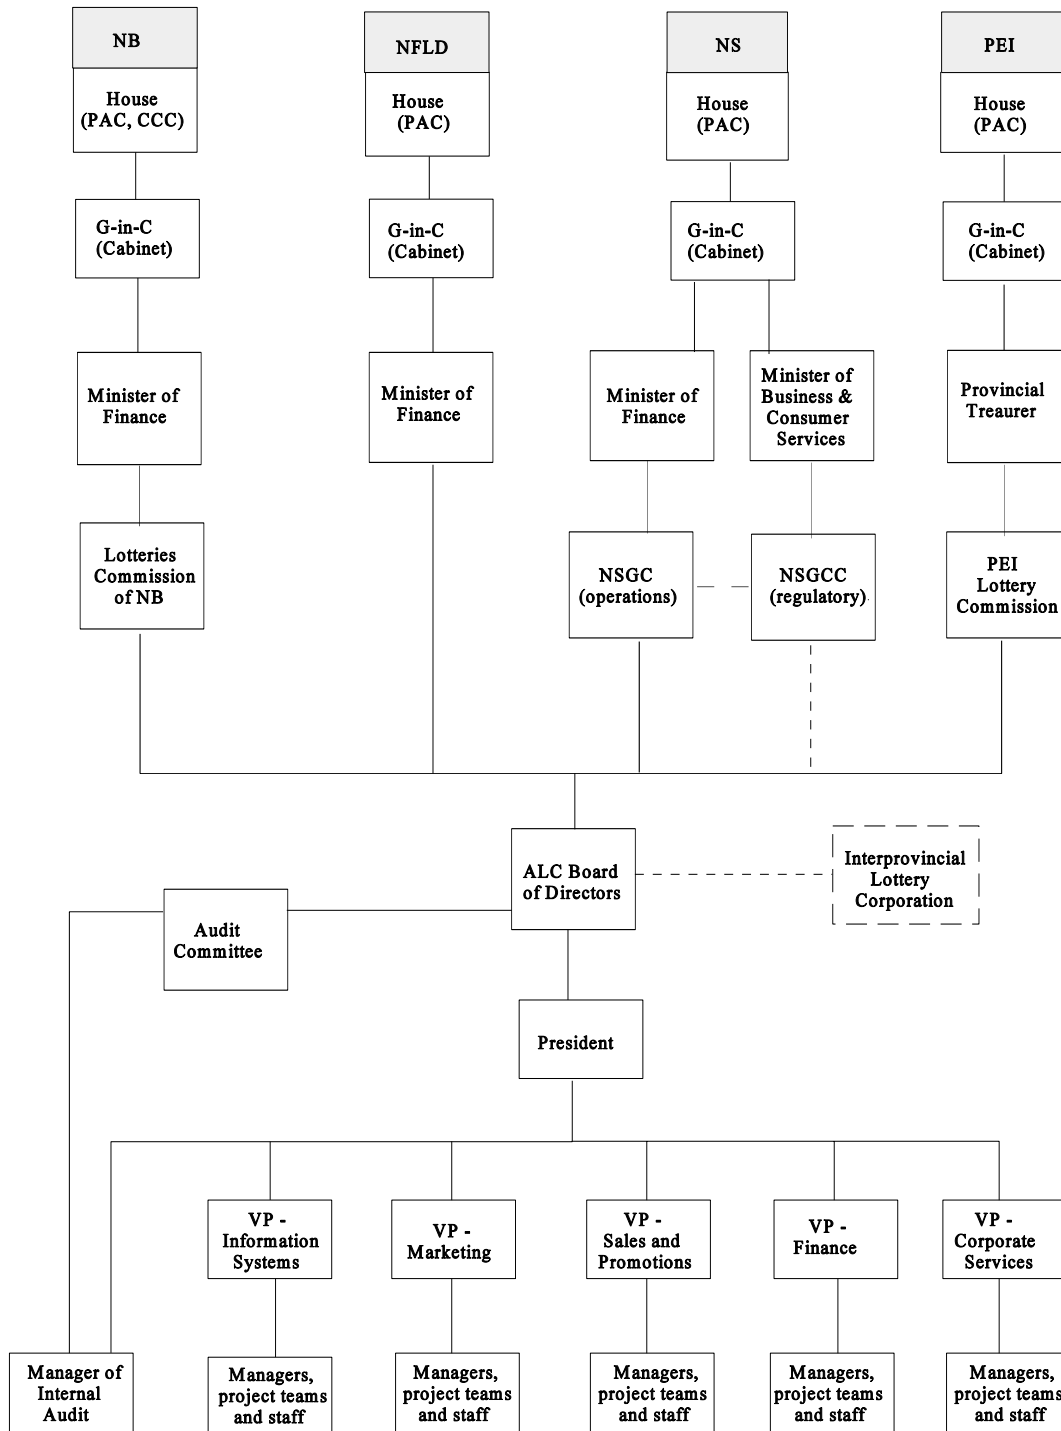 NB
NFLD
NS
PEI
House
(PAC, CCC)
House
(PAC)
House
(PAC)
House
(PAC)
G-in-C
(Cabinet)
G-in-C
(Cabinet)
G-in-C
(Cabinet)
G-in-C
(Cabinet)
Minister of
Finance
Minister of
Finance
Minister of
Finance
Minister of
Business &
Consumer
Services
Provincial
Treaurer
Lotteries
Commission
of NB
NSGC
(operations)
NSGCC
(regulatory)
PEI
Lottery
Commission
ALC Board
of Directors
Interprovincial
Lottery
Corporation
Audit
Committee
President
VP -
Information
Systems
VP -
Marketing
VP -
Sales and
Promotions
VP -
Finance
VP -
Corporate
Services
Manager of
Internal
Audit
Managers,
project teams
and staff
Managers,
project teams
and staff
Managers,
project teams
and staff
Managers,
project teams
and staff
Managers,
project teams
and staff